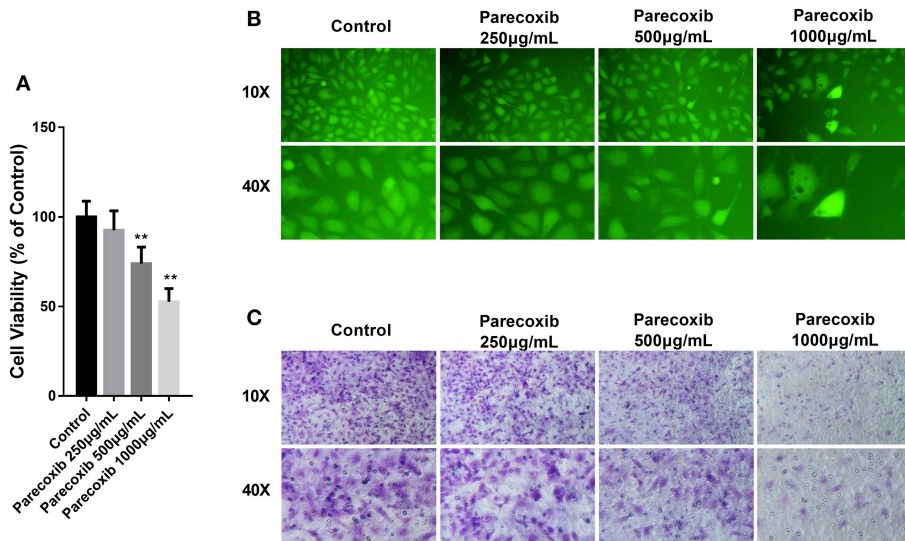 A
Cell Viability (% of Control)
150
100
50
0
**
**
Control
Parecoxib 250μg/mL
Parecoxib 500μg/mL
Parecoxib 1000μg/mL
B
Control
Parecoxib
250μg/mL
Parecoxib
500μg/mL
Parecoxib
1000μg/mL
10X
40X
C
Control
Parecoxib
250μg/mL
Parecoxib
500μg/mL
Parecoxib
1000μg/mL
10X
40X